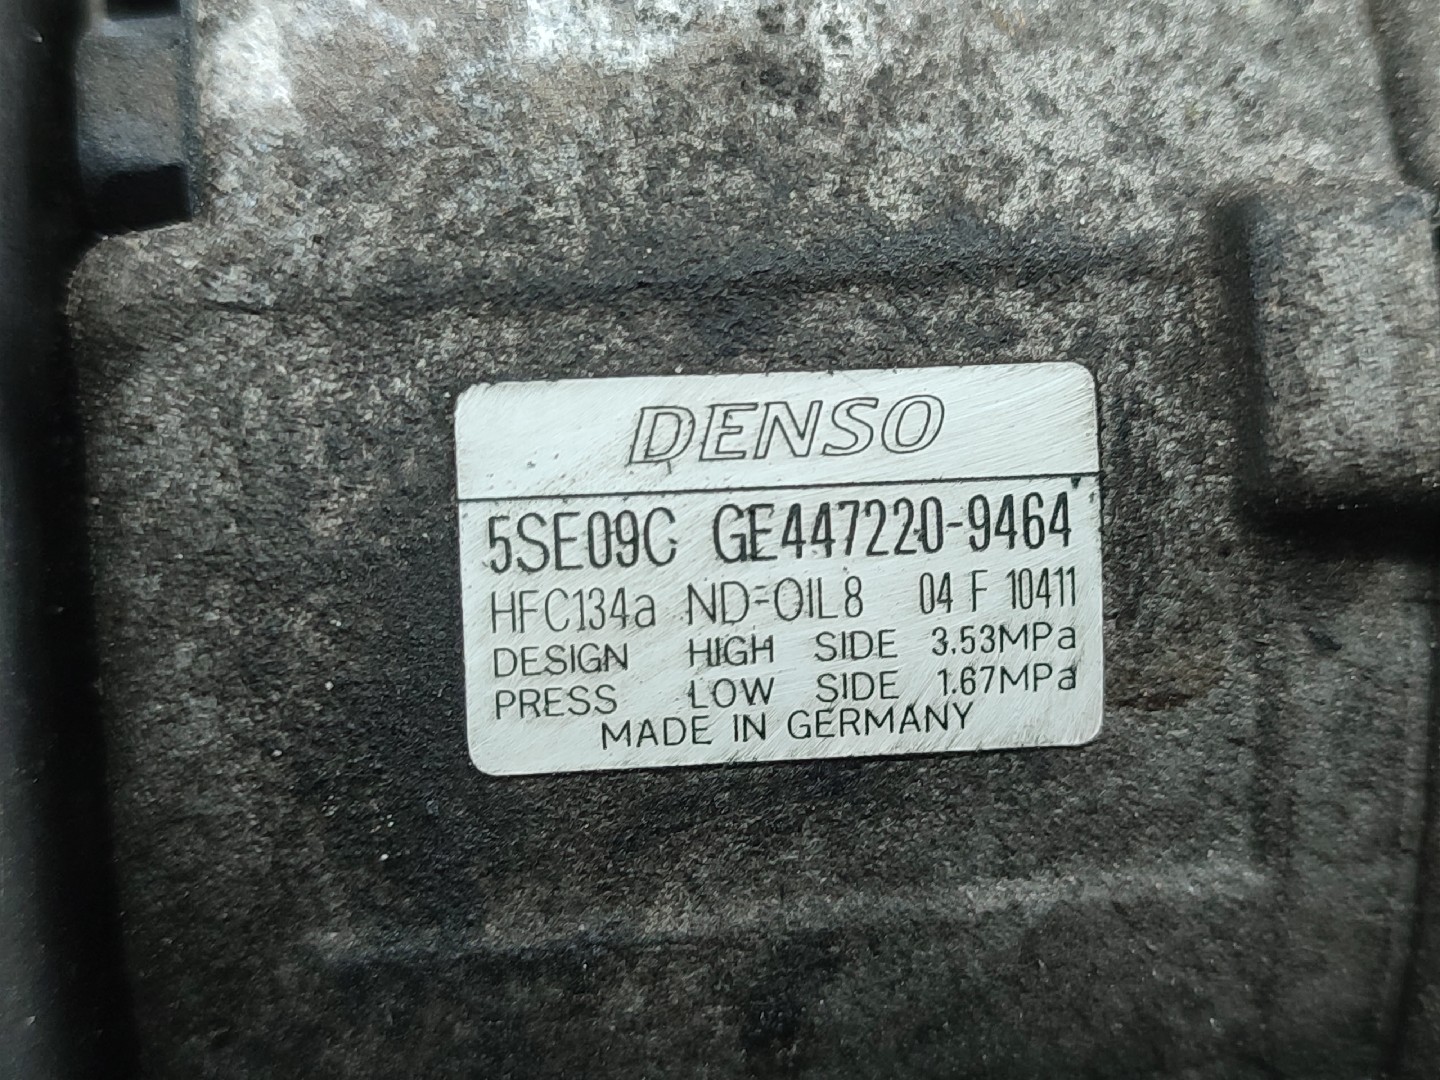 DENSO
5SE09C GE447220-9464
HFC134a ND-OIL8 04 F 10411
DESIGN HIGH SIDE 3.53MPa
PRESS LOW SIDE 1.67MPa
MADE IN GERMANY